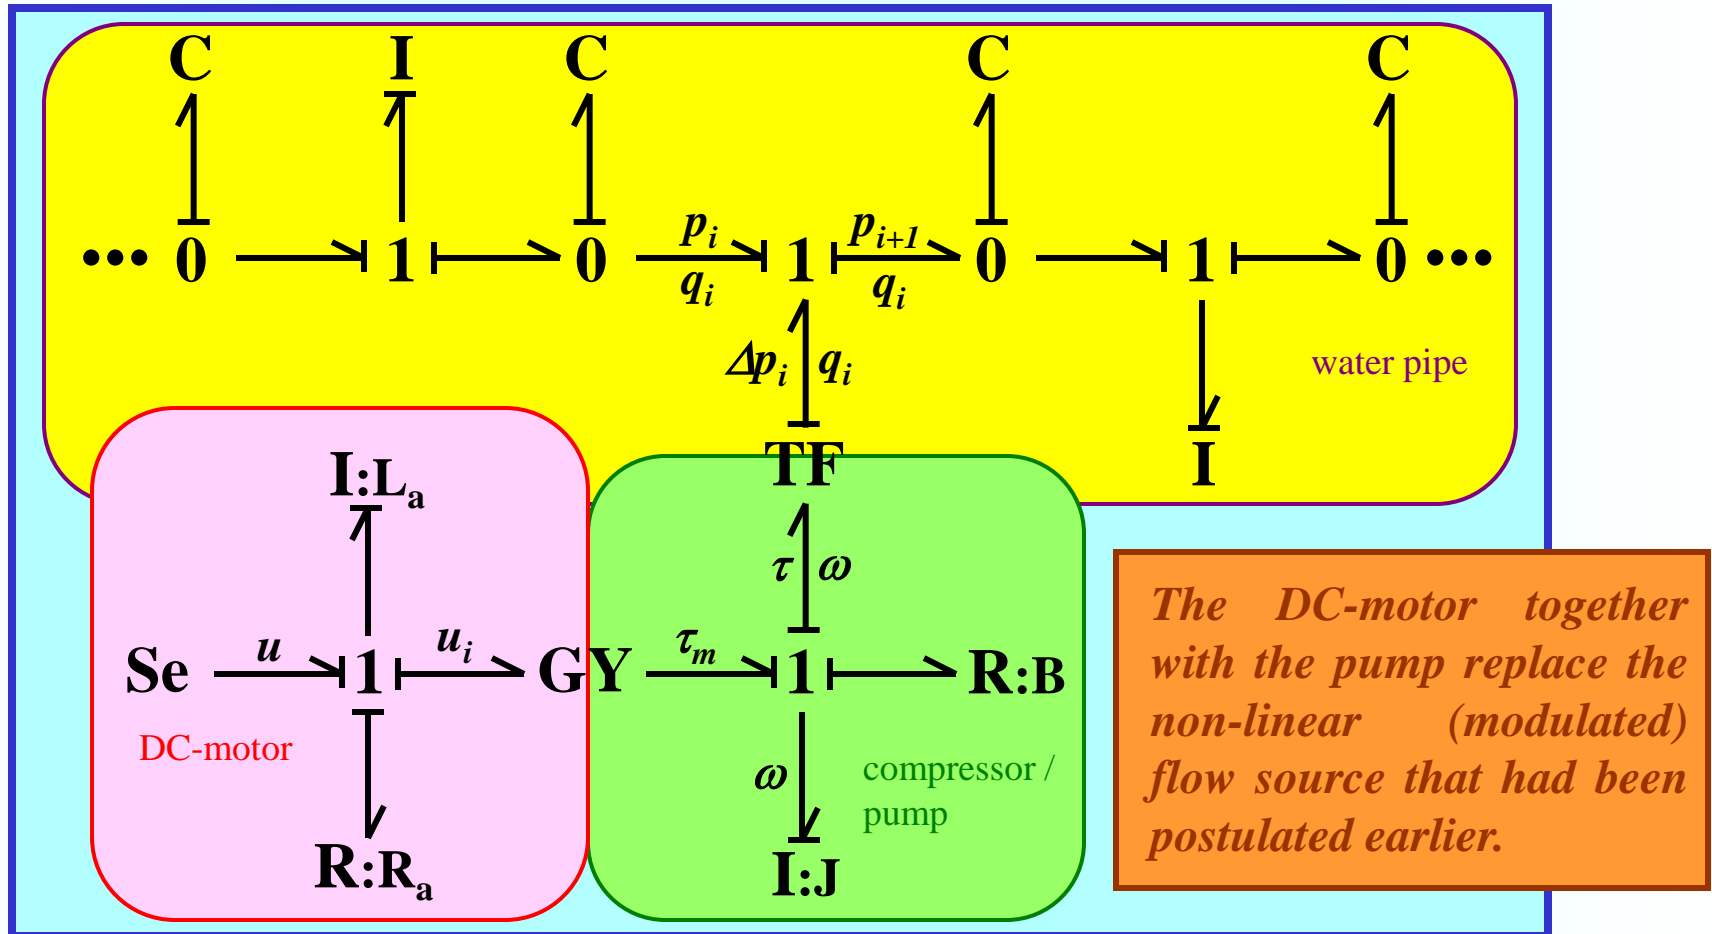 C I C C C
••• 0 1 0 p_i 1 p_{i+1} 0 1 0 •••
q_i q_i
Δp_i q_i
water pipe
TF
I
I:L_a
τ ω
Se u 1 u_i GY τ_m 1 R:B
DC-motor
ω
compressor /
pump
R:R_a
I:J
The DC-motor together
with the pump replace the
non-linear (modulated)
flow source that had been
postulated earlier.